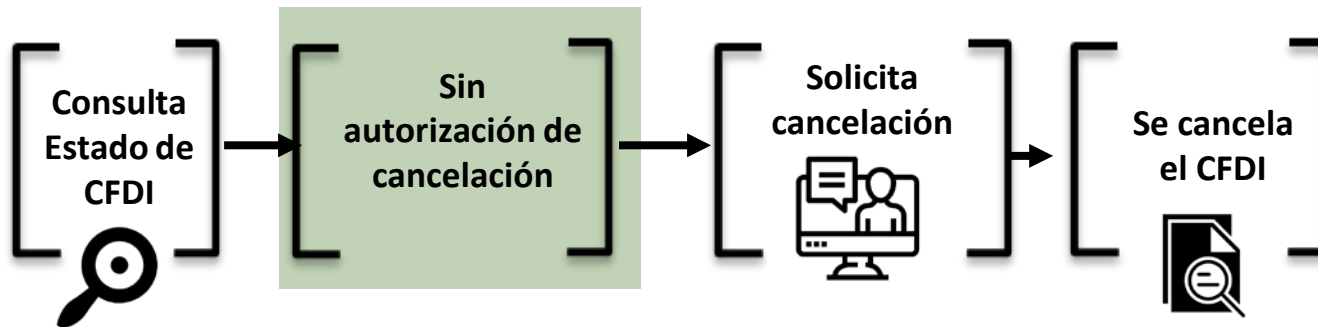 Consulta
Estado de
CFDI
Sin
autorización de
cancelación
Solicita
cancelación
Se cancela
el CFDI